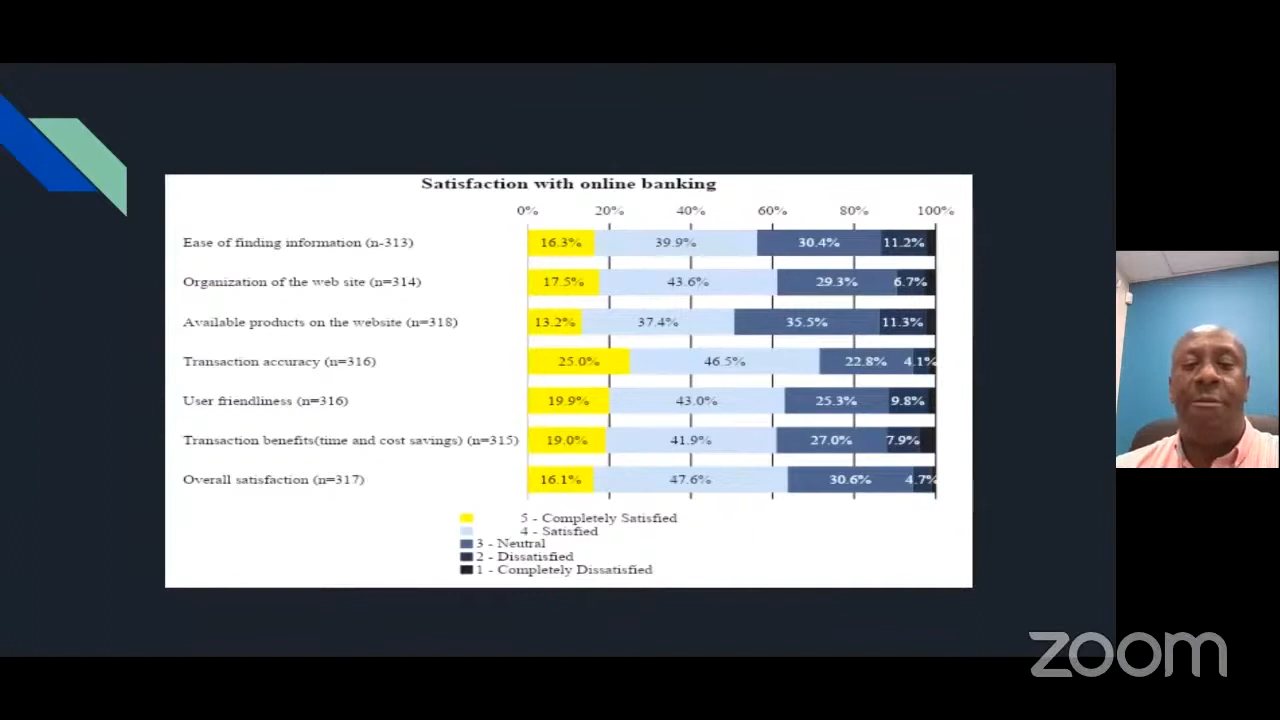 Satisfaction with online banking
0% 20% 40% 60% 80% 100%
Ease of finding information (n-313) 16.3% 39.9% 30.4% 11.2%
Organization of the web site (n=314) 17.5% 43.6% 29.3% 6.7%
Available products on the website (n=318) 13.2% 37.4% 35.5% 11.3%
Transaction accuracy (n=316) 25.0% 46.5% 22.8% 4.1%
User friendliness (n=316) 19.9% 43.0% 25.3% 9.8%
Transaction benefits(time and cost savings) (n=315) 19.0% 41.9% 27.0% 7.9%
Overall satisfaction (n=317) 16.1% 47.6% 30.6% 4.7%
5 - Completely Satisfied
4 - Satisfied
3 - Neutral
2 - Dissatisfied
1 - Completely Dissatisfied
zoom